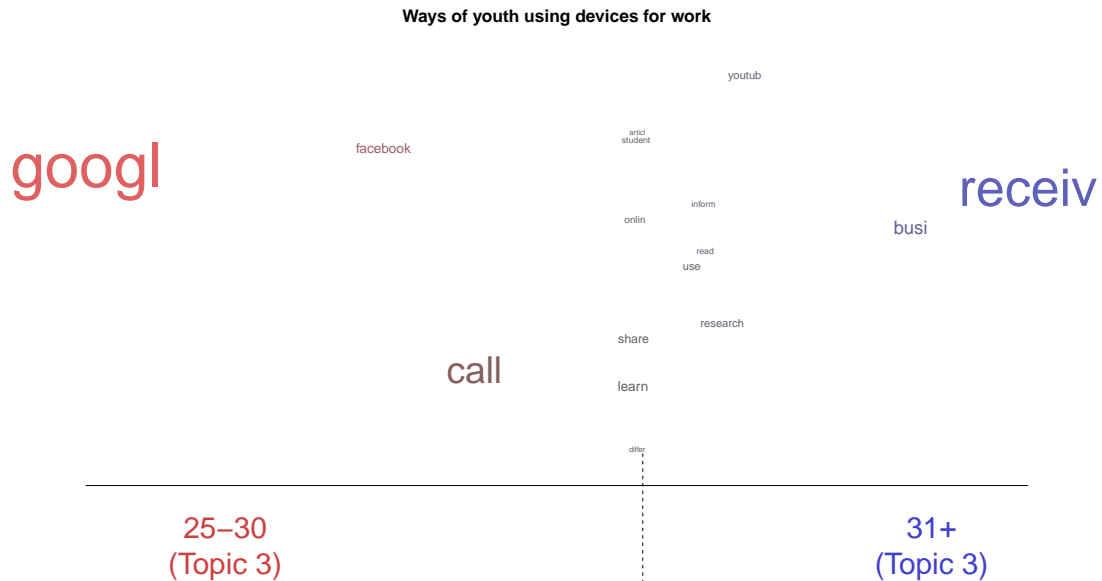 Ways of youth using devices for work
youtub
articl
student
facebook
googl
receiv
inform
onlin
busi
read
use
research
share
call
learn
differ
25−30
(Topic 3)
31+
(Topic 3)